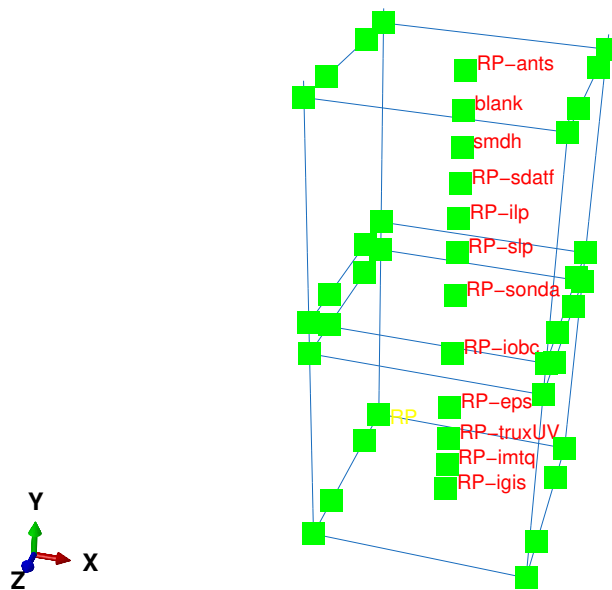 RP-ants
blank
smdh
RP-sdatf
RP-ilp
RP-slp
RP-sonda
RP-iobc
RP-eps
RP
RP-truxUV
RP-imtq
RP-igis
Y
X
Z